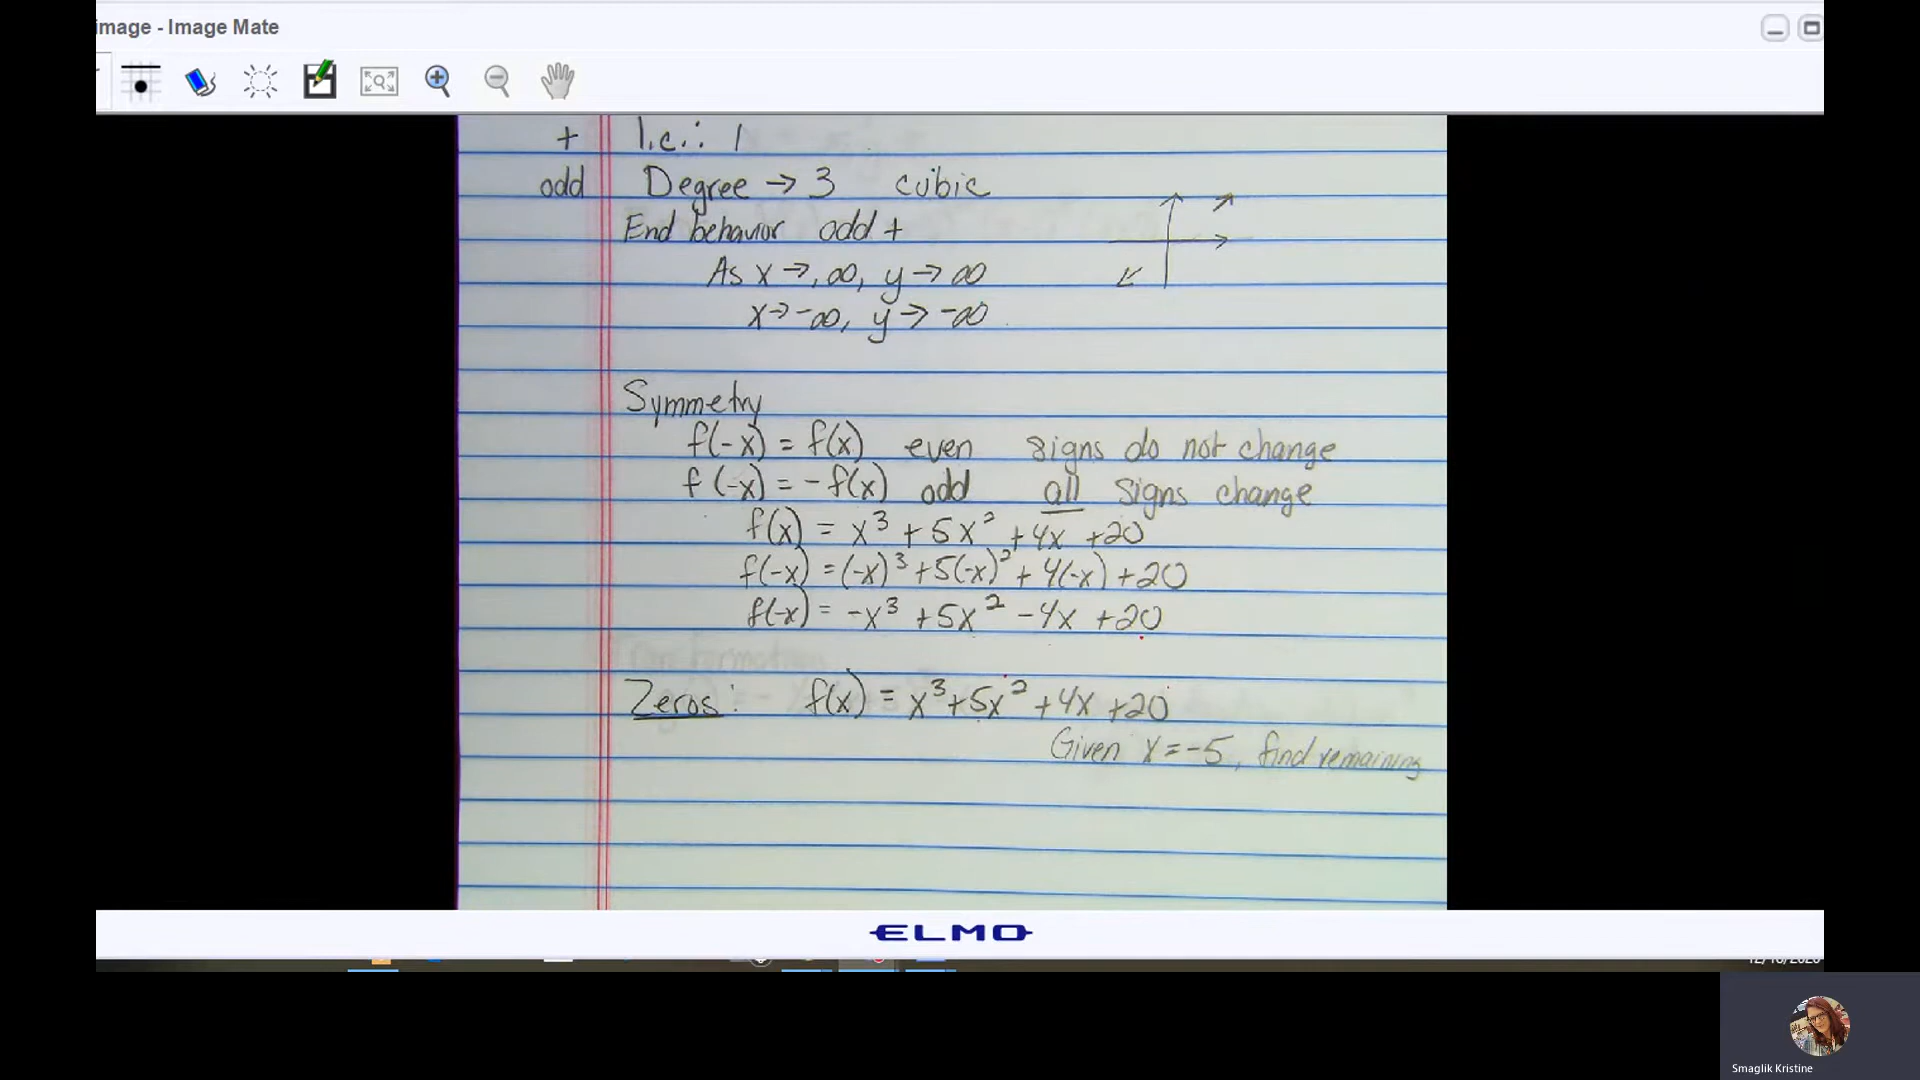 image - Image Mate
+ l.c.: 1
odd Degree → 3 cubic
End behavior odd +
As x → ∞, y → ∞
x → -∞, y → -∞
Symmetry
f(-x) = f(x) even signs do not change
f(-x) = -f(x) odd all signs change
f(x) = x³ + 5x² + 4x + 20
f(-x) = (-x)³ + 5(-x)² + 4(-x) + 20
f(-x) = -x³ + 5x² - 4x + 20
Zeros: f(x) = x³ + 5x² + 4x + 20
Given x = -5, find remaining
ELMO
Smaglik Kristine